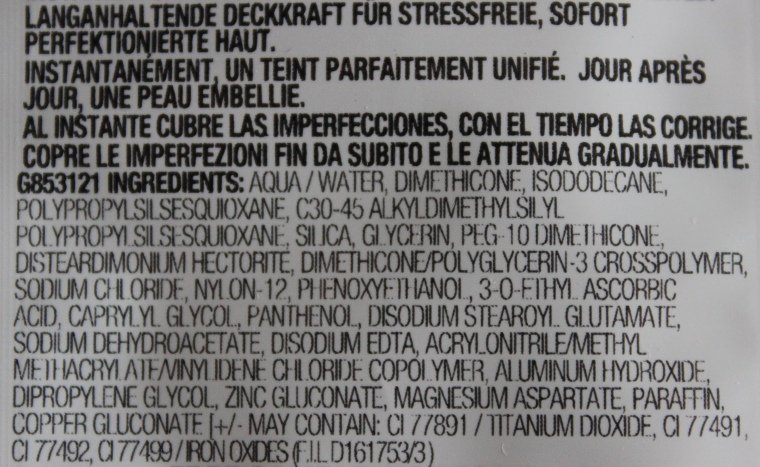 LANGANHALTENDE DECKKRAFT FÜR STRESSFREIE, SOFORT
PERFEKTIONIERTE HAUT.
INSTANTANÉMENT, UN TEINT PARFAITEMENT UNIFIÉ. JOUR APRÈS
JOUR, UNE PEAU EMBELLIE.
AL INSTANTE CUBRE LAS IMPERFECCIONES, CON EL TIEMPO LAS CORRIGE.
COPRE LE IMPERFEZIONI FIN DA SUBITO E LE ATTENUA GRADUALMENTE.
G853121 INGREDIENTS: AQUA / WATER, DIMETHICONE, ISODODECANE,
POLYPROPYLSILSESQUIOXANE, C30-45 ALKYLDIMETHYLSILYL
POLYPROPYLSILSESQUIOXANE, SILICA, GLYCERIN, PEG-10 DIMETHICONE,
DISTEARDIMONIUM HECTORITE, DIMETHICONE/POLYGLYCERIN-3 CROSSPOLYMER,
SODIUM CHLORIDE, NYLON-12, PHENOXYETHANOL, 3-O-ETHYL ASCORBIC
ACID, CAPRYLYL GLYCOL, PANTHENOL, DISODIUM STEAROYL GLUTAMATE,
SODIUM DEHYDROACETATE, DISODIUM EDTA, ACRYLONITRILE/METHYL
METHACRYLATE/VINYLIDENE CHLORIDE COPOLYMER, ALUMINUM HYDROXIDE,
DIPROPYLENE GLYCOL, ZINC GLUCONATE, MAGNESIUM ASPARTATE, PARAFFIN,
COPPER GLUCONATE [+/- MAY CONTAIN: CI 77891 / TITANIUM DIOXIDE, CI 77491,
CI 77492, CI 77499 / IRON OXIDES (F.I.L. D161753/3)